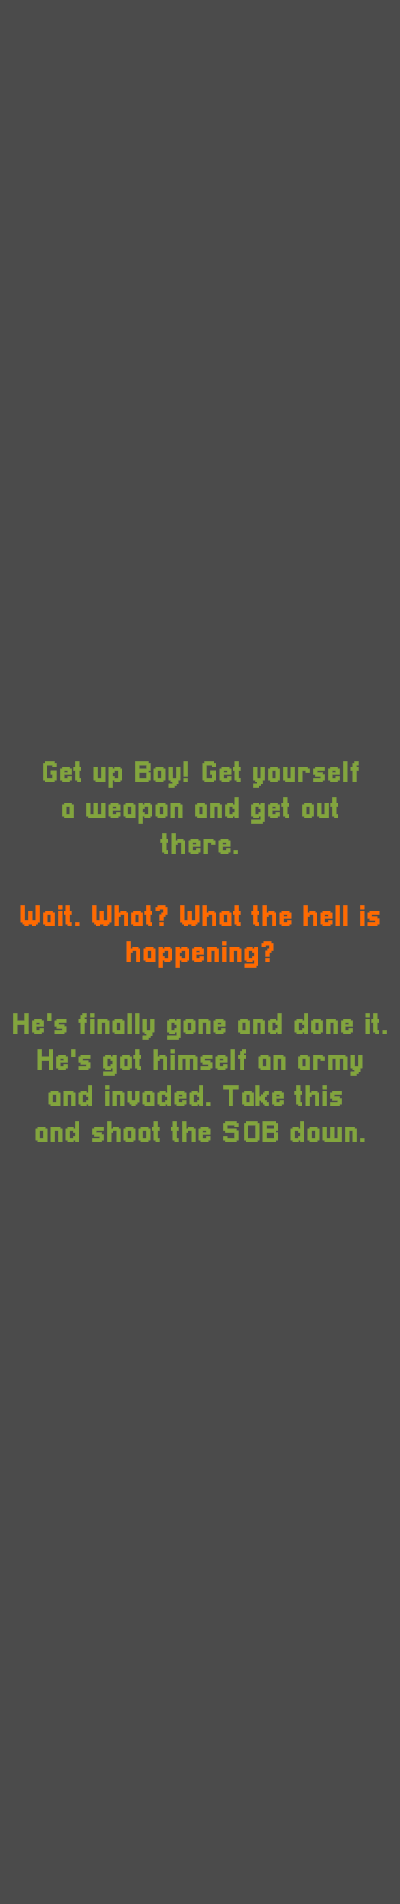 Get up Boy! Get yourself
a weapon and get out
there.
Wait. What? What the hell is
happening?
He's finally gone and done it.
He's got himself an army
and invaded. Take this
and shoot the SOB down.